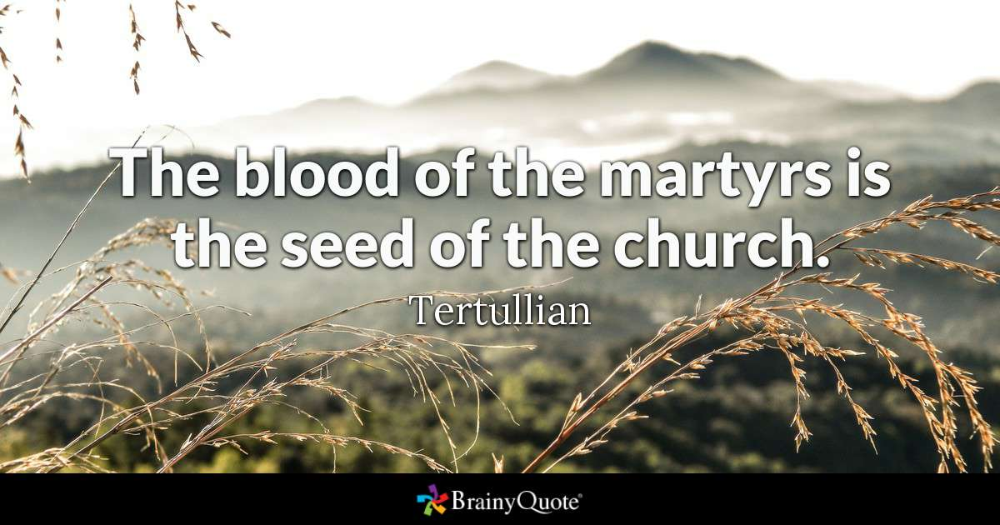 The blood of the martyrs is
the seed of the church.
Tertullian
BrainyQuote®